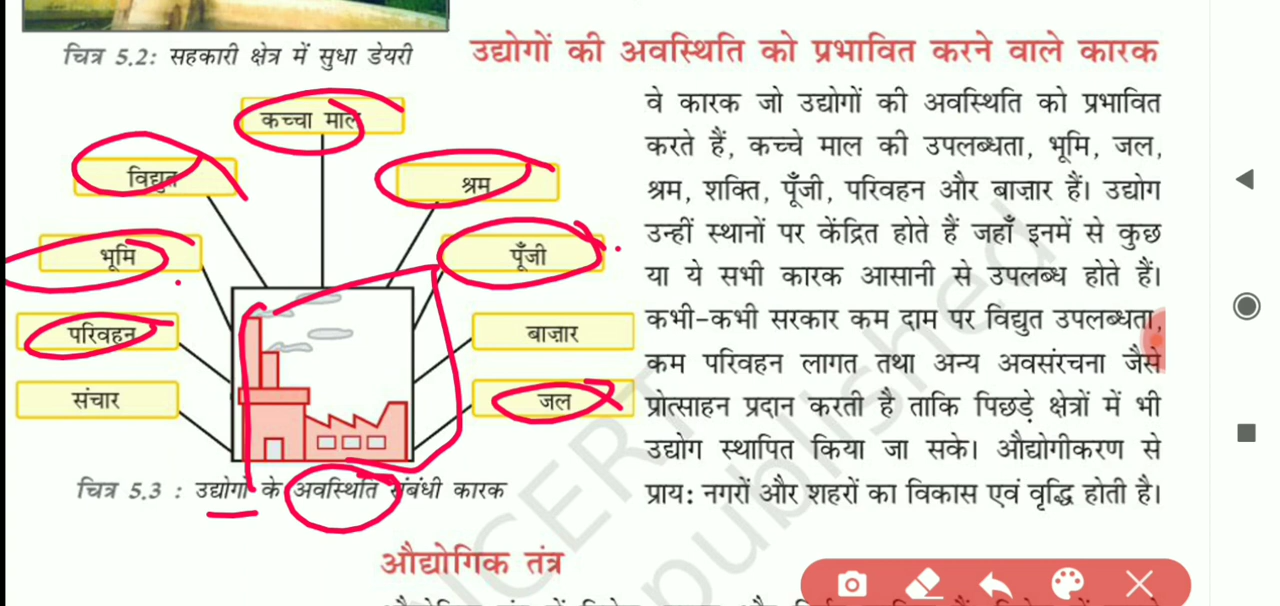 चित्र 5.2: सहकारी क्षेत्र में सुधा डेयरी
कच्चा माल
विद्युत
श्रम
भूमि
पूँजी
परिवहन
बाज़ार
संचार
जल
चित्र 5.3 : उद्योगों के अवस्थिति संबंधी कारक
उद्योगों की अवस्थिति को प्रभावित करने वाले कारक
वे कारक जो उद्योगों की अवस्थिति को प्रभावित
करते हैं, कच्चे माल की उपलब्धता, भूमि, जल,
श्रम, शक्ति, पूँजी, परिवहन और बाज़ार हैं। उद्योग
उन्हीं स्थानों पर केंद्रित होते हैं जहाँ इनमें से कुछ
या ये सभी कारक आसानी से उपलब्ध होते हैं।
कभी-कभी सरकार कम दाम पर विद्युत उपलब्धता,
कम परिवहन लागत तथा अन्य अवसंरचना जैसे
प्रोत्साहन प्रदान करती है ताकि पिछड़े क्षेत्रों में भी
उद्योग स्थापित किया जा सके। औद्योगीकरण से
प्राय: नगरों और शहरों का विकास एवं वृद्धि होती है।
औद्योगिक तंत्र
NCERT
published